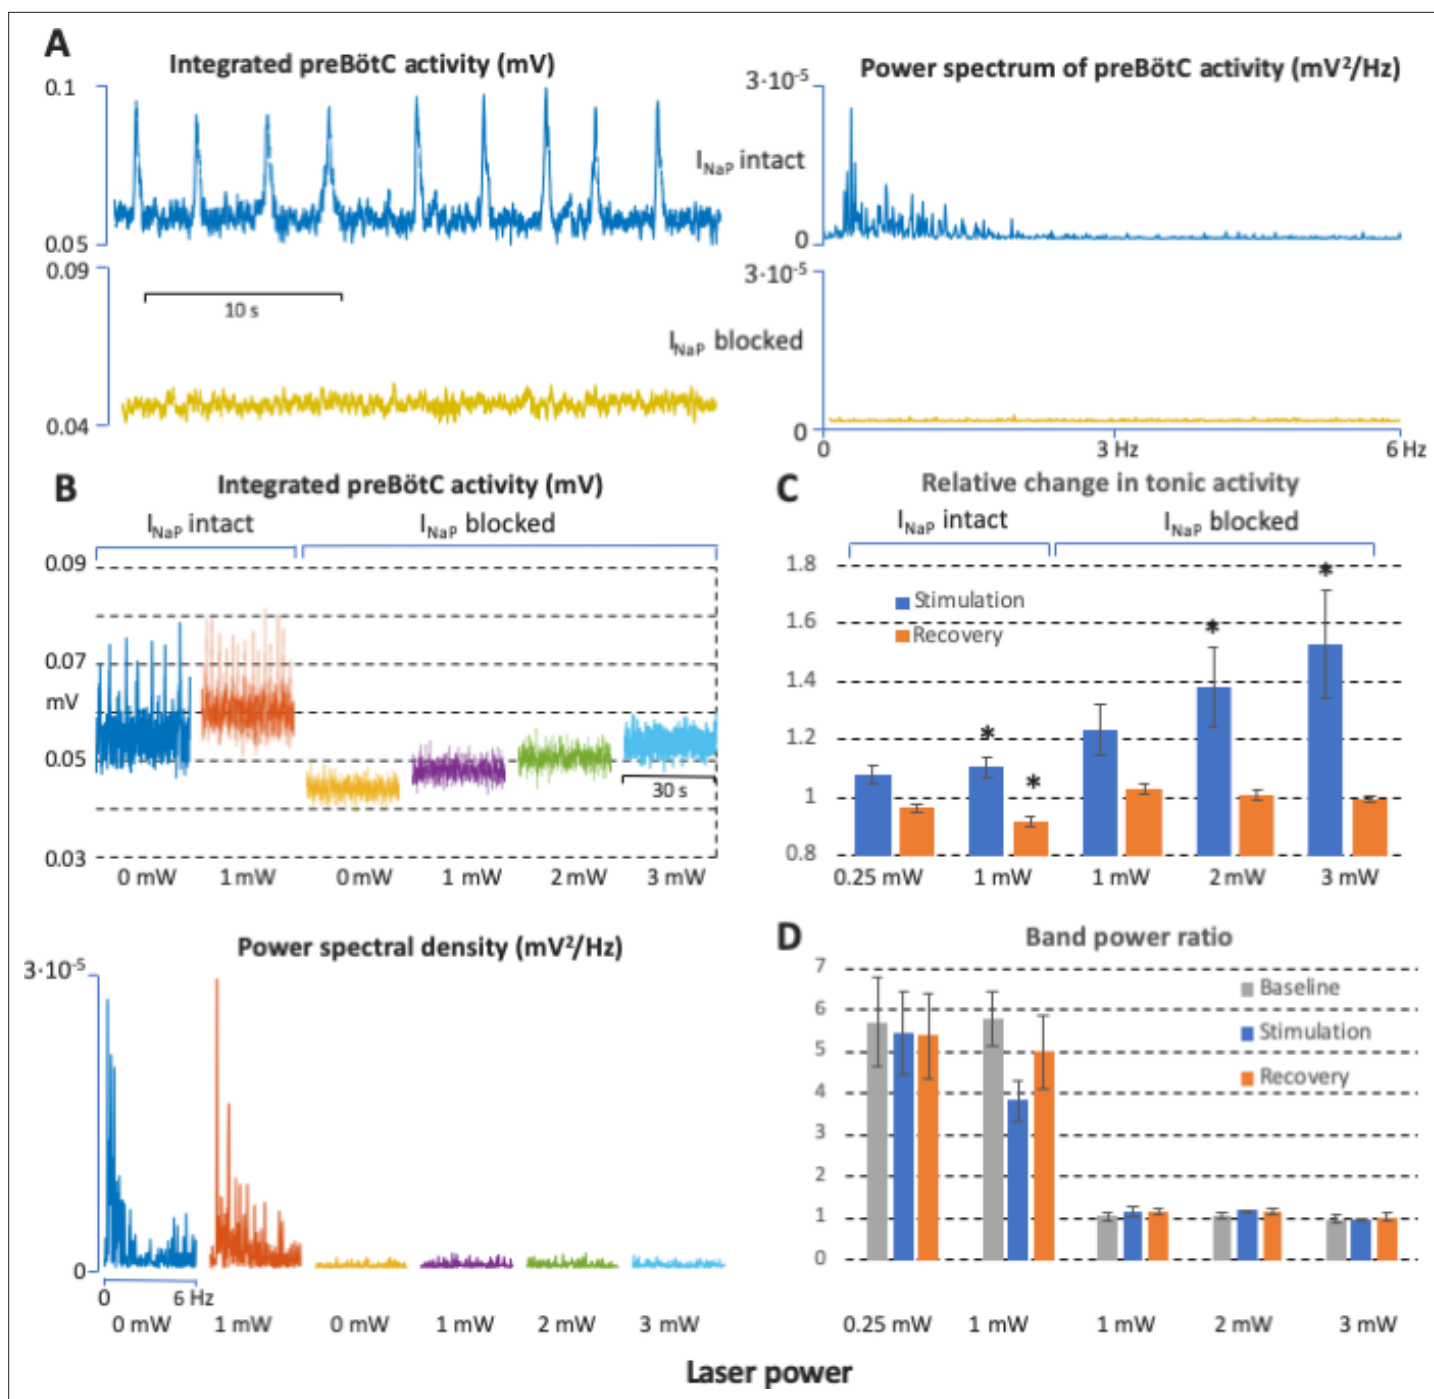 A
Integrated preBötC activity (mV)
0.1
0.05
0.09
10 s
0.04
Power spectrum of preBötC activity (mV²/Hz)
3·10⁻⁵
I_NaP intact
0
3·10⁻⁵
I_NaP blocked
0
0 3 Hz 6 Hz
B
Integrated preBötC activity (mV)
I_NaP intact I_NaP blocked
0.09
0.07
mV
0.05
30 s
0.03
0 mW 1 mW 0 mW 1 mW 2 mW 3 mW
Power spectral density (mV²/Hz)
3·10⁻⁵
0
0 6 Hz
0 mW 1 mW 0 mW 1 mW 2 mW 3 mW
C
Relative change in tonic activity
I_NaP intact I_NaP blocked
1.8
*
Stimulation
1.6
*
Recovery
1.4
*
1.2
*
1
0.8
0.25 mW 1 mW 1 mW 2 mW 3 mW
D
Band power ratio
7
Baseline
6
Stimulation
5
Recovery
4
3
2
1
0
0.25 mW 1 mW 1 mW 2 mW 3 mW
Laser power